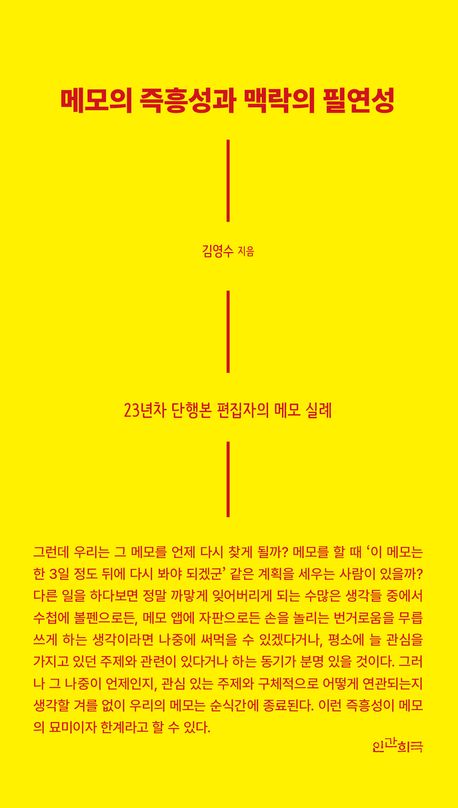 메모의 즉흥성과 맥락의 필연성
김영수 지음
23년차 단행본 편집자의 메모 실례
그런데 우리는 그 메모를 언제 다시 찾게 될까? 메모를 할 때 ‘이 메모는
한 3일 정도 뒤에 다시 봐야 되겠군’ 같은 계획을 세우는 사람이 있을까?
다른 일을 하다보면 정말 까맣게 잊어버리게 되는 수많은 생각들 중에서
수첩에 볼펜으로든, 메모 앱에 자판으로든 손을 놀리는 번거로움을 무릅
쓰게 하는 생각이라면 나중에 써먹을 수 있겠다거나, 평소에 늘 관심을
가지고 있던 주제와 관련이 있다거나 하는 동기가 분명 있을 것이다. 그러
나 그 나중이 언제인지, 관심 있는 주제와 구체적으로 어떻게 연관되는지
생각할 겨를 없이 우리의 메모는 순식간에 종료된다. 이런 즉흥성이 메모
의 묘미이자 한계라고 할 수 있다.
인간희극